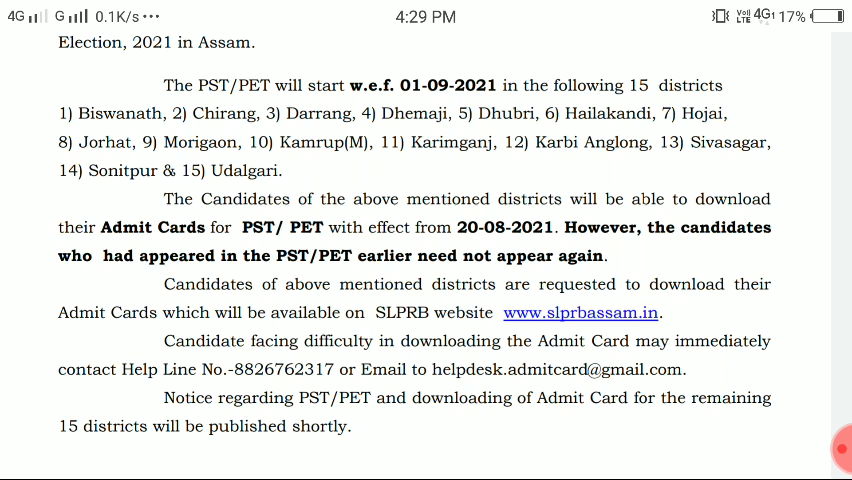 4G G 0.1K/s... 4:29 PM VoLTE 4G1 17%
Election, 2021 in Assam.
The PST/PET will start w.e.f. 01-09-2021 in the following 15 districts
1) Biswanath, 2) Chirang, 3) Darrang, 4) Dhemaji, 5) Dhubri, 6) Hailakandi, 7) Hojai,
8) Jorhat, 9) Morigaon, 10) Kamrup(M), 11) Karimganj, 12) Karbi Anglong, 13) Sivasagar,
14) Sonitpur & 15) Udalgari.
The Candidates of the above mentioned districts will be able to download
their Admit Cards for PST/ PET with effect from 20-08-2021. However, the candidates
who had appeared in the PST/PET earlier need not appear again.
Candidates of above mentioned districts are requested to download their
Admit Cards which will be available on SLPRB website www.slprbassam.in.
Candidate facing difficulty in downloading the Admit Card may immediately
contact Help Line No.-8826762317 or Email to helpdesk.admitcard@gmail.com.
Notice regarding PST/PET and downloading of Admit Card for the remaining
15 districts will be published shortly.